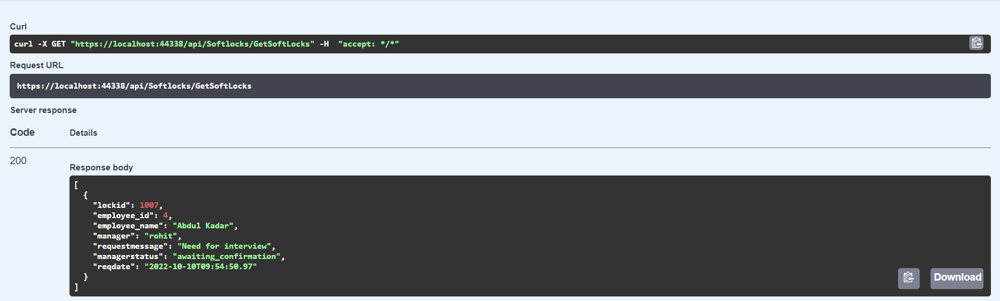 Curl
curl -X GET "https://localhost:44338/api/Softlocks/GetSoftLocks" -H  "accept: */*"
Request URL
https://localhost:44338/api/Softlocks/GetSoftLocks
Server response
Code Details
200
Response body
[
  {
    "lockid": 1007,
    "employee_id": 4,
    "employee_name": "Abdul Kadar",
    "manager": "rohit",
    "requestmessage": "Need for interview",
    "managerstatus": "awaiting_confirmation",
    "reqdate": "2022-10-10T09:54:50.97"
  }
]
Download